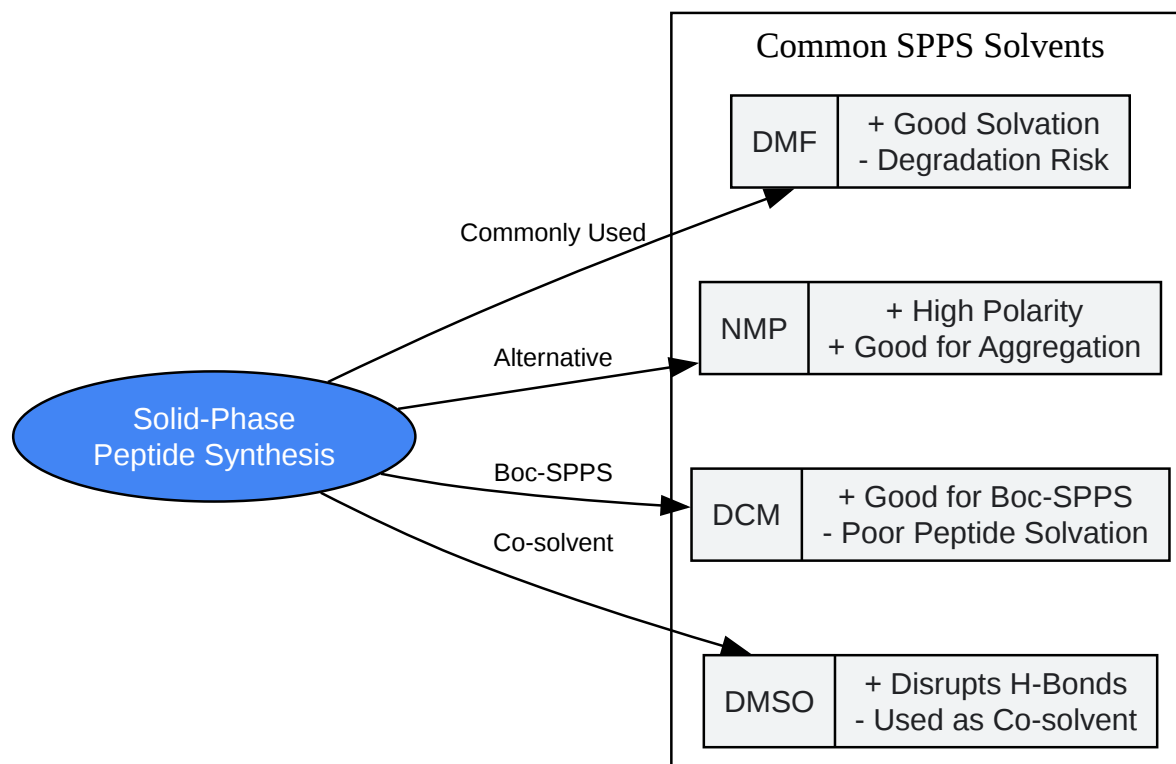 Common SPPS Solvents
DMF
+ Good Solvation
- Degradation Risk
Commonly Used
NMP
+ High Polarity
+ Good for Aggregation
Alternative
Solid-Phase
Peptide Synthesis
Boc-SPPS
DCM
+ Good for Boc-SPPS
- Poor Peptide Solvation
Co-solvent
DMSO
+ Disrupts H-Bonds
- Used as Co-solvent